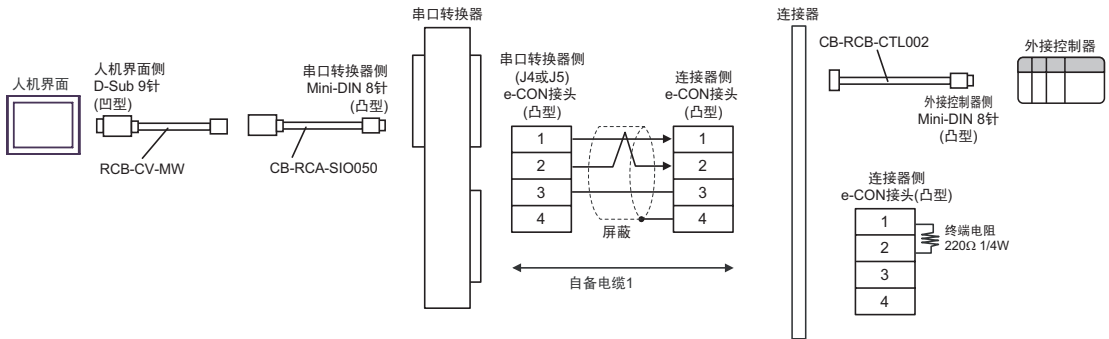 串口转换器
连接器
人机界面
人机界面侧
D-Sub 9针
(凹型)
RCB-CV-MW
串口转换器侧
Mini-DIN 8针
(凸型)
CB-RCA-SIO050
串口转换器侧
(J4或J5)
e-CON接头
(凸型)
1
2
3
4
连接器侧
e-CON接头
(凸型)
1
2
3
4
屏蔽
自备电缆1
CB-RCB-CTL002
外接控制器侧
Mini-DIN 8针
(凸型)
外接控制器
连接器侧
e-CON接头(凸型)
1
2
3
4
终端电阻
220Ω 1/4W